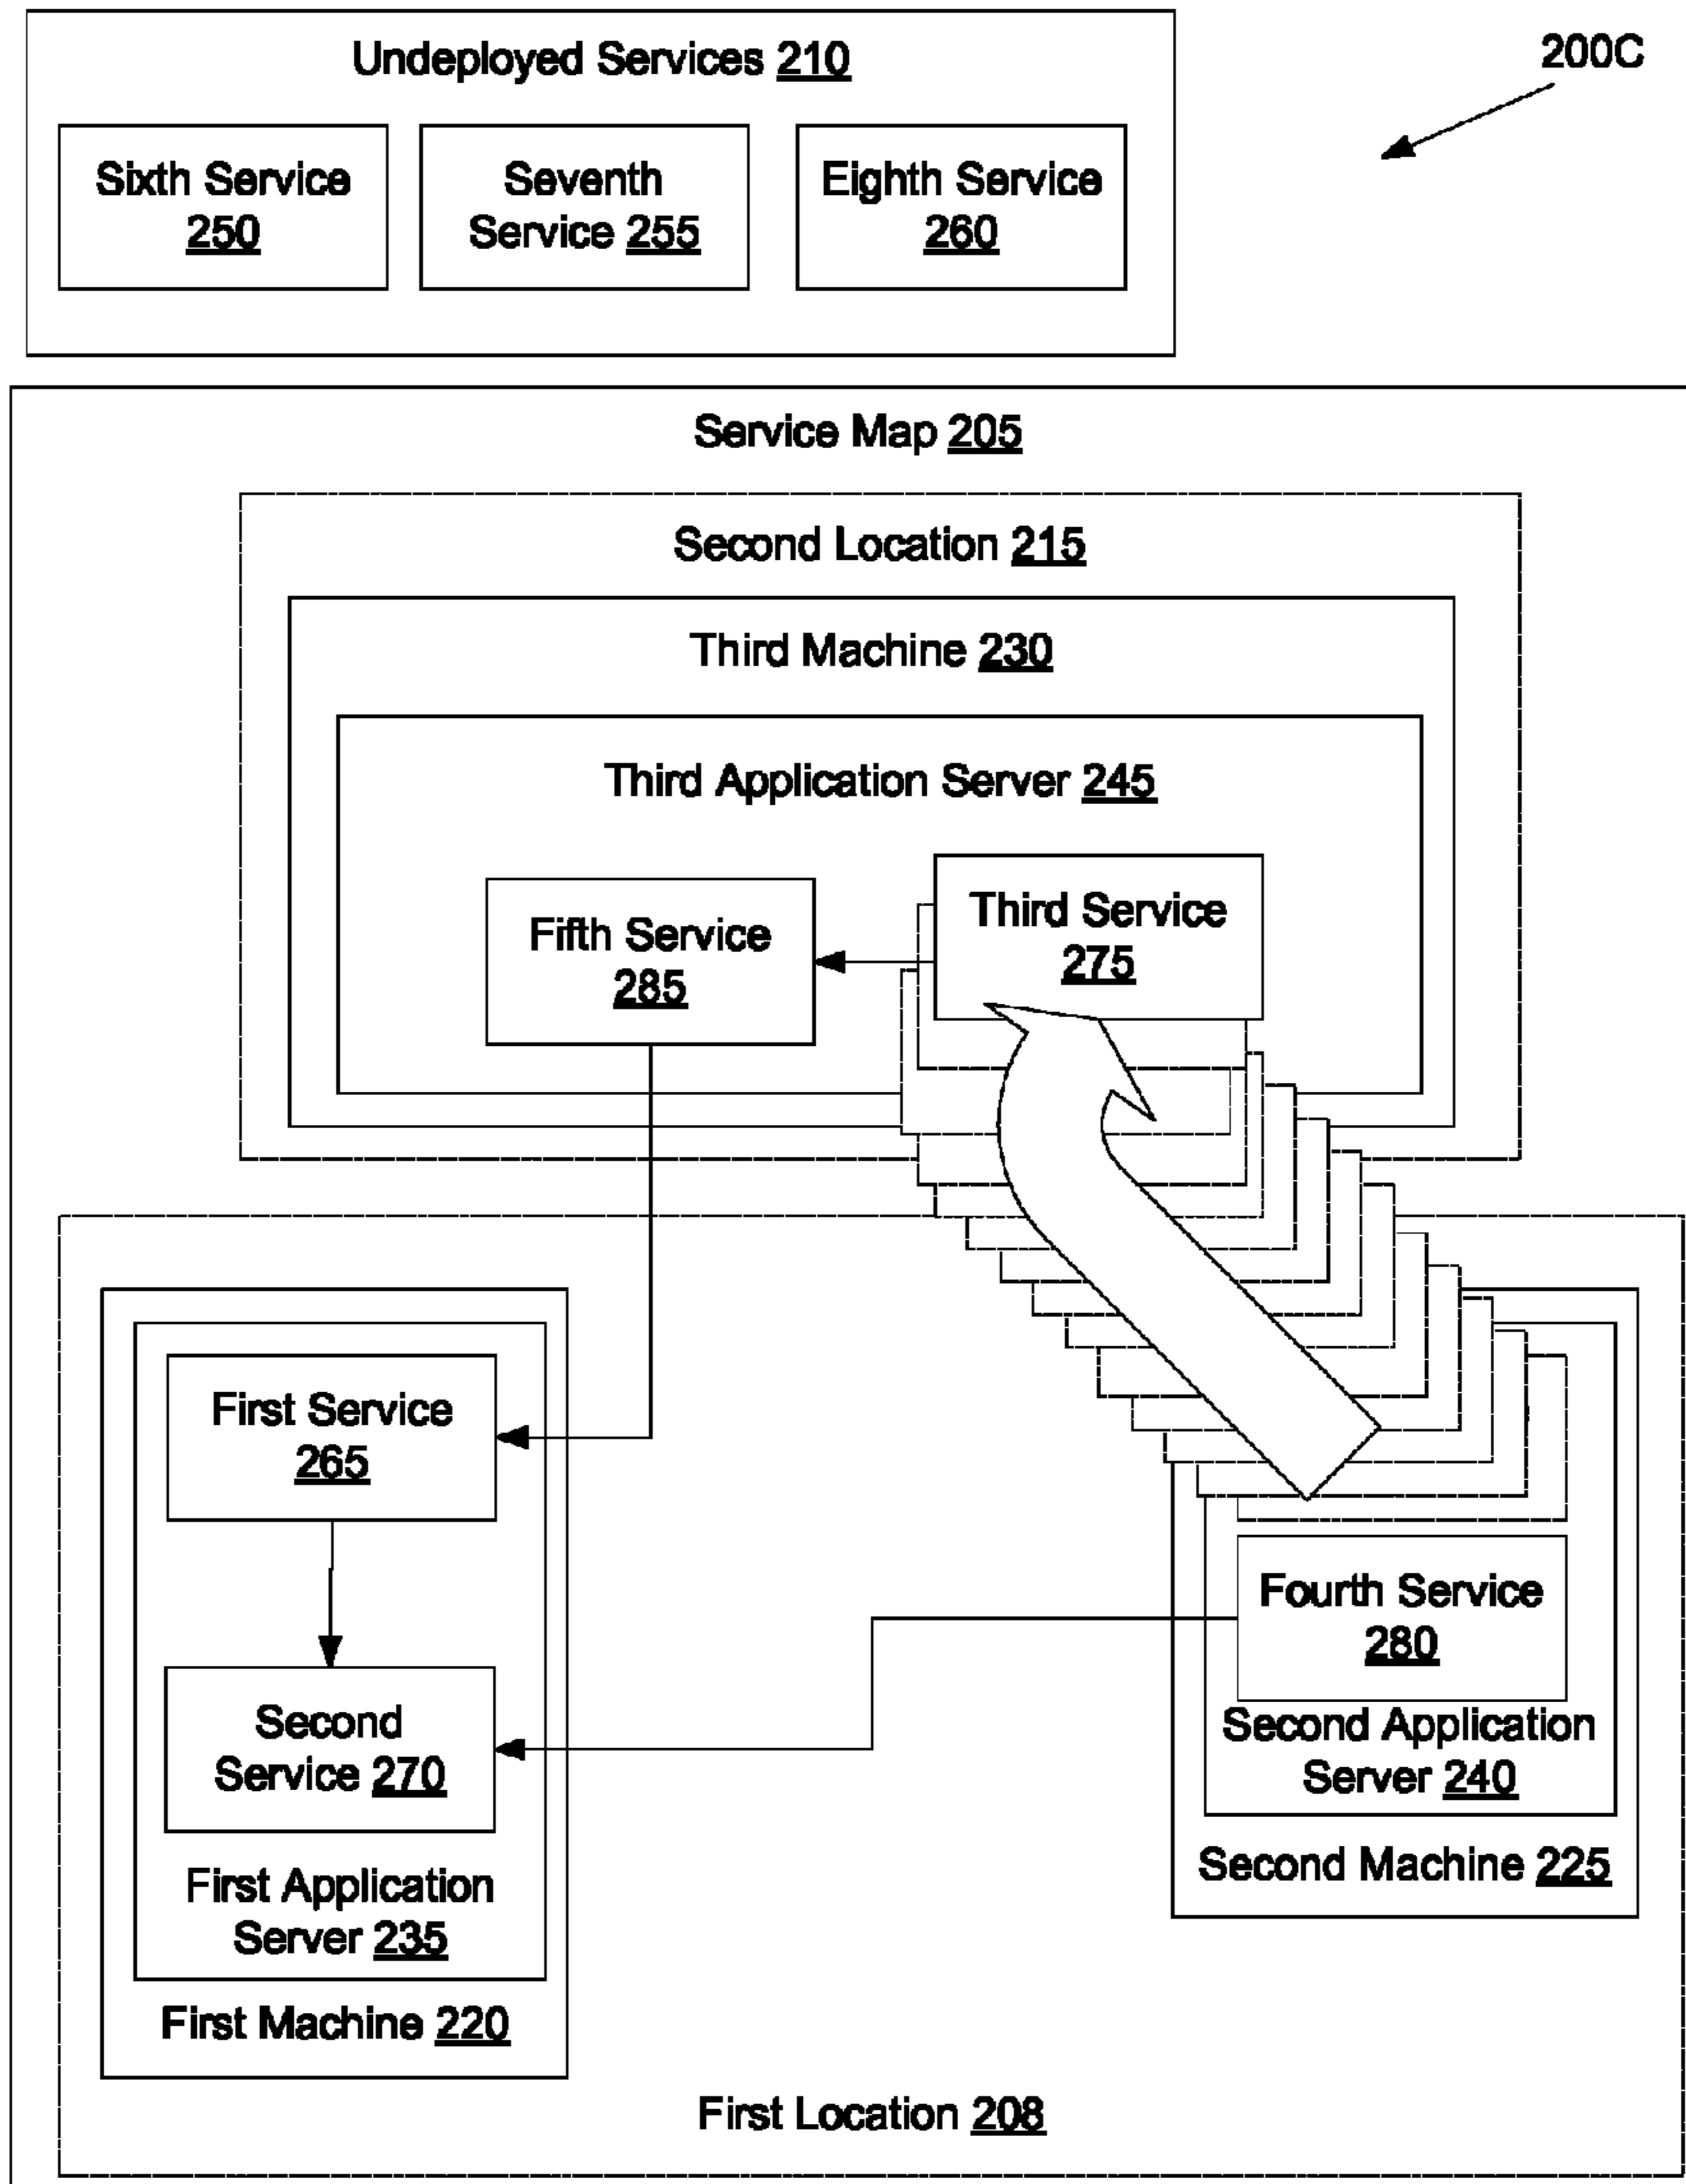 Undeployed Services 210
200C
Sixth Service
250
Seventh
Service 255
Eighth Service
260
Service Map 205
Second Location 215
Third Machine 230
Third Application Server 245
Fifth Service
285
Third Service
275
First Service
265
Fourth Service
280
Second
Service 270
Second Application
Server 240
Second Machine 225
First Application
Server 235
First Machine 220
First Location 208